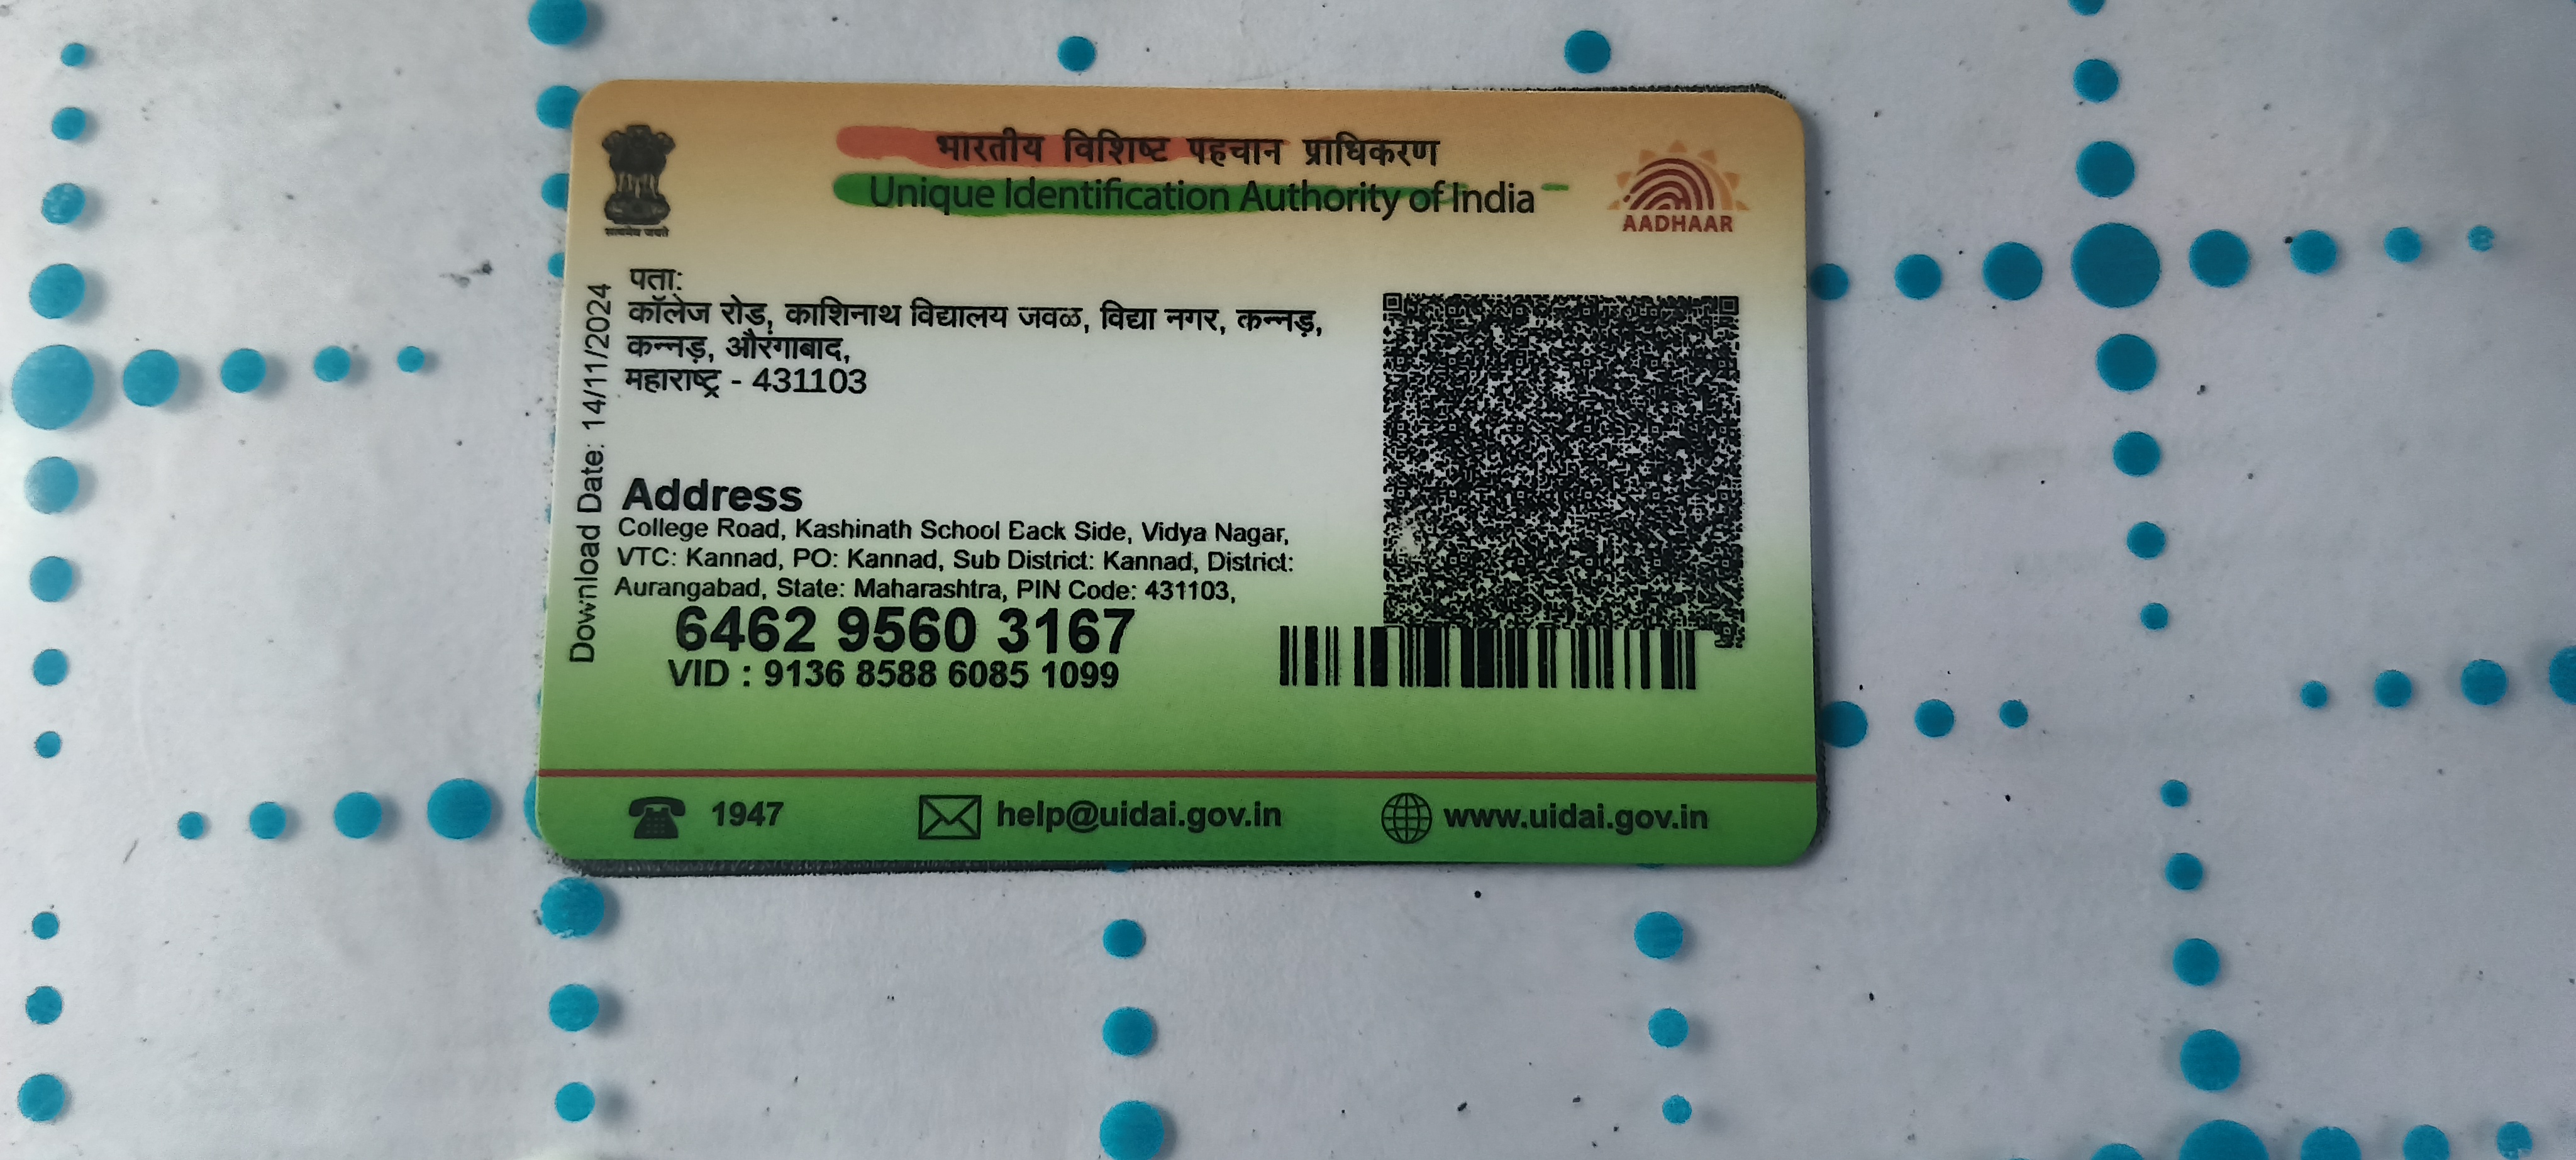 भारतीय विशिष्ट पहचान प्राधिकरण
Unique Identification Authority of India
सत्यमेव जयते
AADHAAR
Download Date: 14/11/2024
पता:
कॉलेज रोड, काशिनाथ विद्यालय जवळ, विद्या नगर, कन्नड़,
कन्नड़, औरंगाबाद,
महाराष्ट्र - 431103
Address
College Road, Kashinath School Back Side, Vidya Nagar,
VTC: Kannad, PO: Kannad, Sub District: Kannad, District:
Aurangabad, State: Maharashtra, PIN Code: 431103,
6462 9560 3167
VID : 9136 8588 6085 1099
1947
help@uidai.gov.in
www.uidai.gov.in